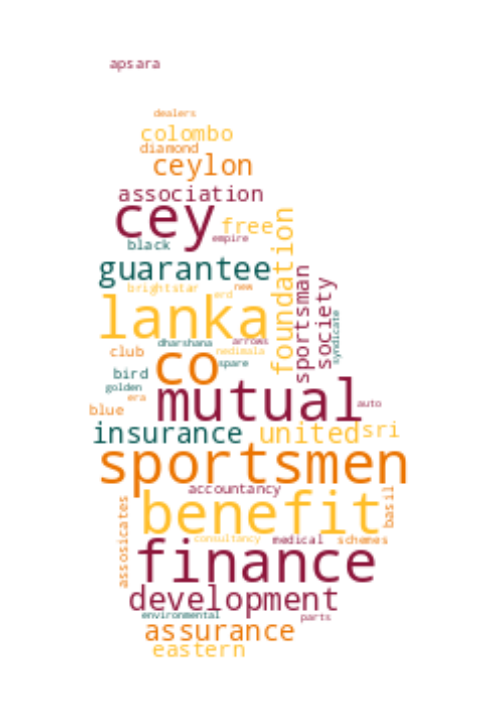 apsara
dealers
colombo
diamond
ceylon
association
cey
free
empire
black
foundation
guarantee
sportsman
society
brightstar
new
erd
lanka
syndicate
dharshana
arrows
nedimala
club
co
spare
bird
golden
era
mutual
auto
blue
insurance
united
sri
sportsmen
accountancy
basil
benefit
assosicates
consultancy
medical
schemes
finance
development
environmental
parts
assurance
eastern